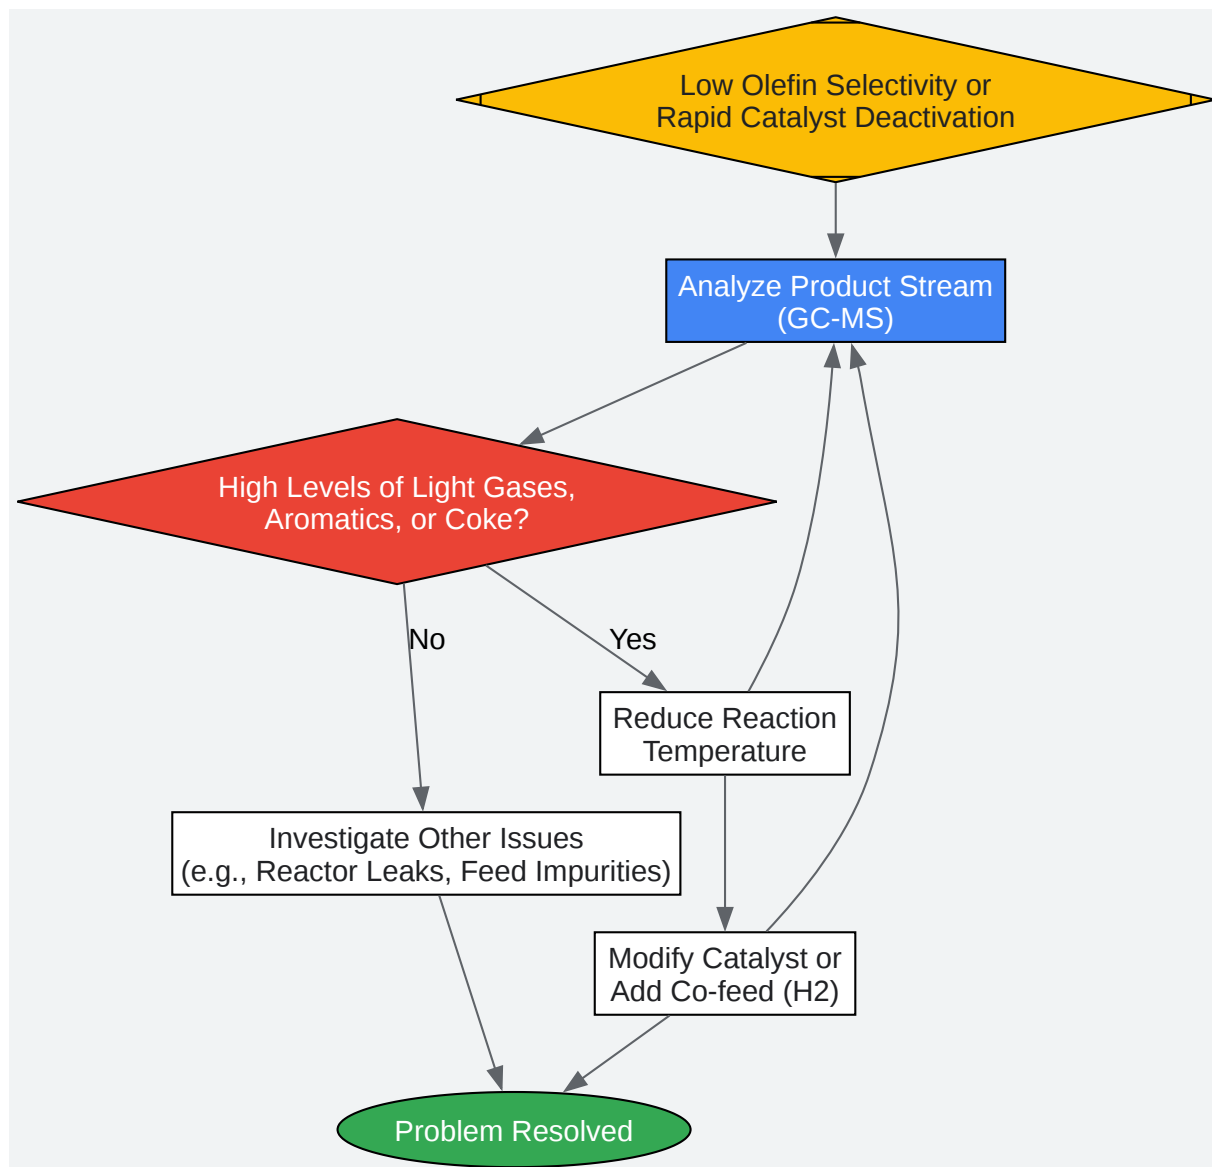 Low Olefin Selectivity or
Rapid Catalyst Deactivation
Analyze Product Stream
(GC-MS)
High Levels of Light Gases,
Aromatics, or Coke?
No
Yes
Reduce Reaction
Temperature
Investigate Other Issues
(e.g., Reactor Leaks, Feed Impurities)
Modify Catalyst or
Add Co-feed (H2)
Problem Resolved